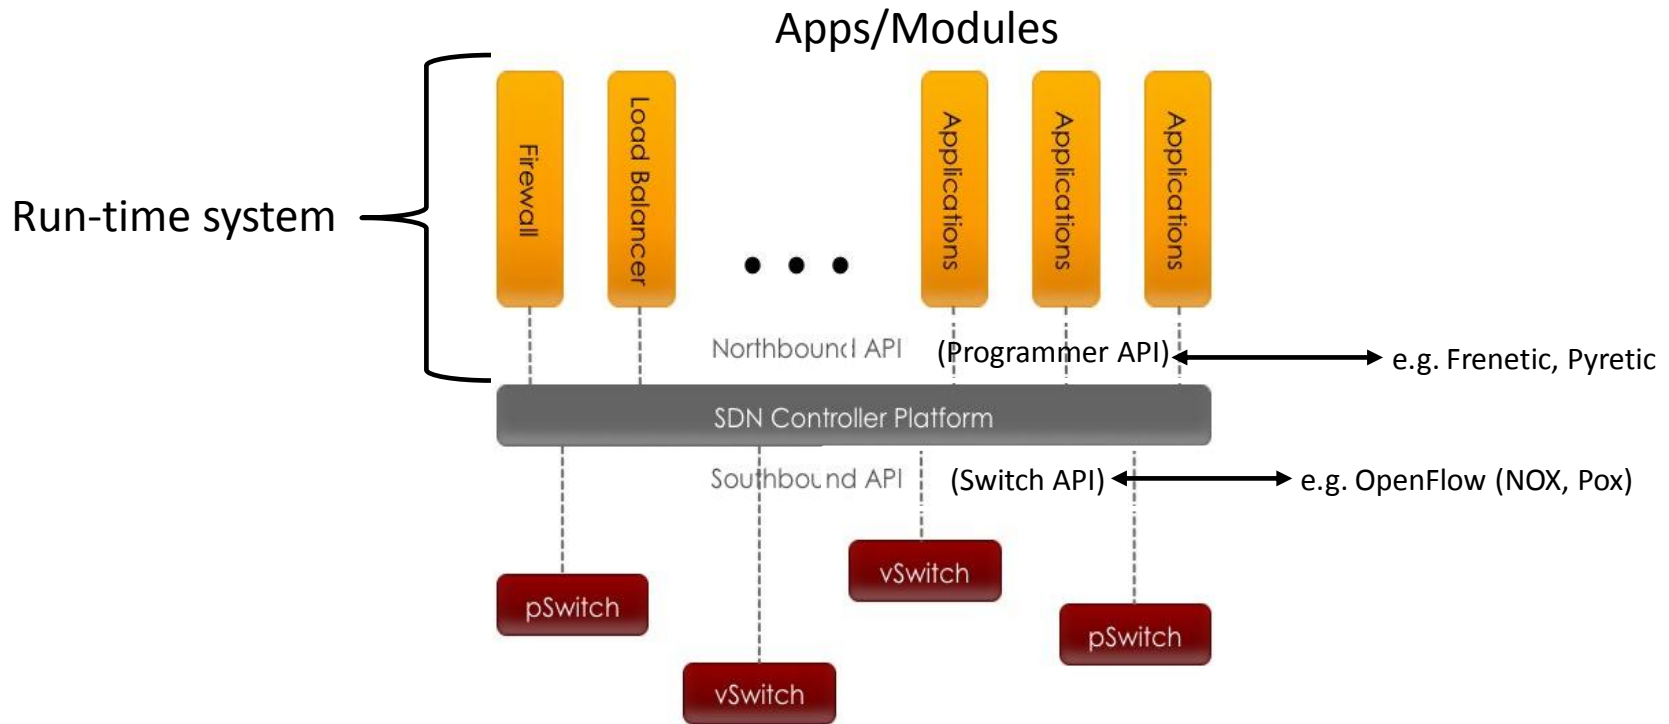 Apps/Modules
Run-time system
Firewall
Load Balancer
Applications
Applications
Applications
Northbound API (Programmer API) e.g. Frenetic, Pyretic
SDN Controller Platform
Southbound API (Switch API) e.g. OpenFlow (NOX, Pox)
vSwitch
pSwitch
pSwitch
vSwitch